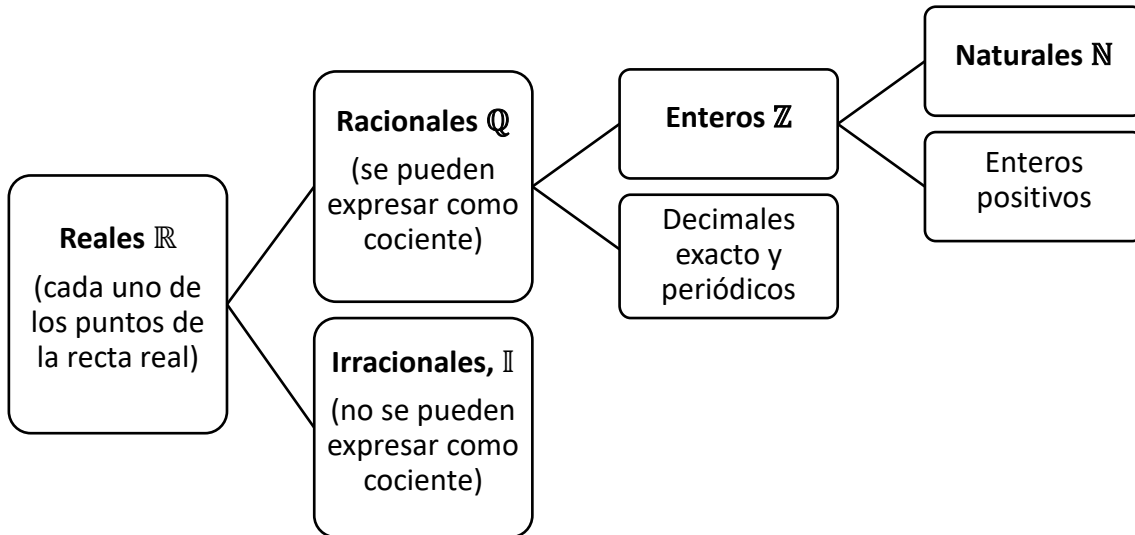 Reales ℝ
(cada uno de
los puntos de
la recta real)
Racionales ℚ
(se pueden
expresar como
cociente)
Irracionales, 𝕀
(no se pueden
expresar como
cociente)
Enteros ℤ
Decimales
exacto y
periódicos
Naturales ℕ
Enteros
positivos